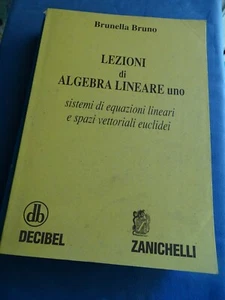 Brunella Bruno
LEZIONI
di
ALGEBRA LINEARE uno
sistemi di equazioni lineari
e spazi vettoriali euclidei
db
DECIBEL
ZANICHELLI